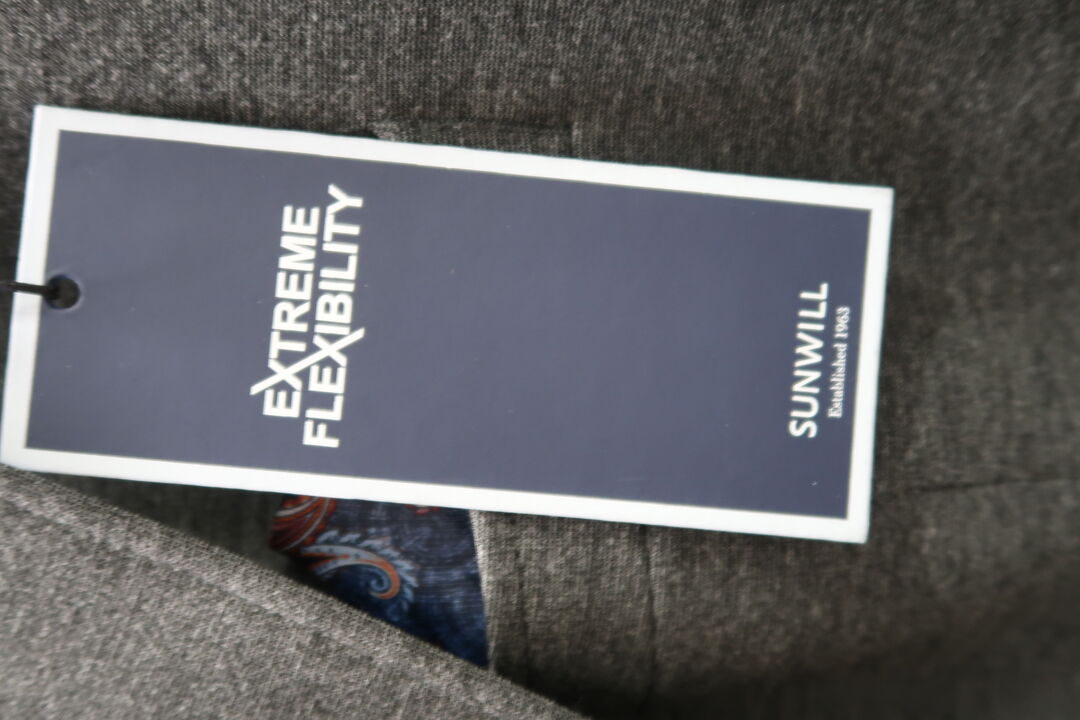 EXTREME
FLEXIBILITY
SUNWILL
Established 1963